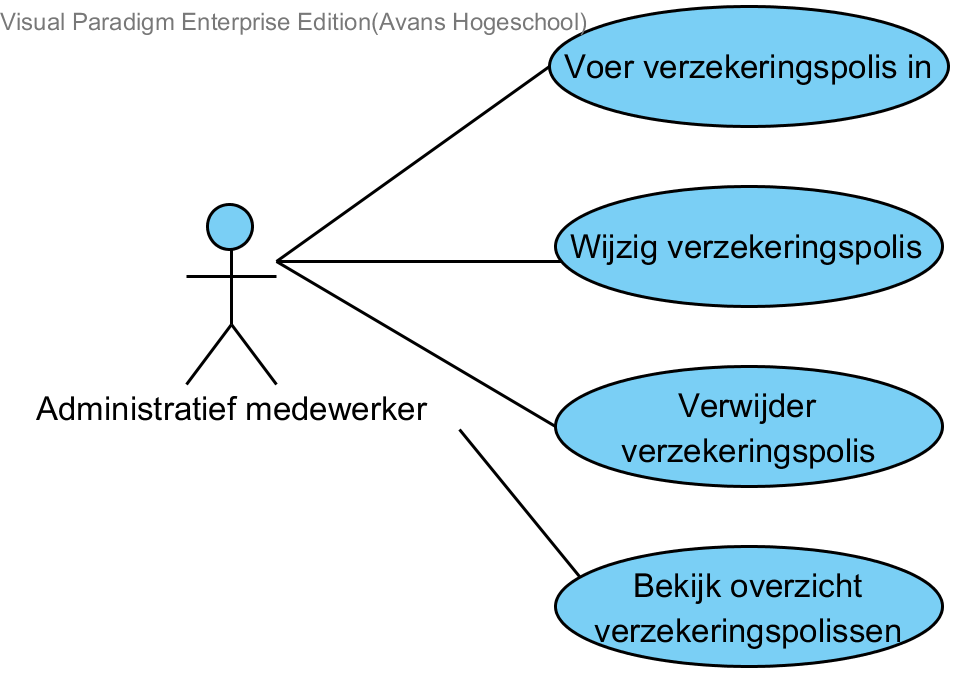 Visual Paradigm Enterprise Edition(Avans Hogeschool)
Voer verzekeringspolis in
Wijzig verzekeringspolis
Verwijder
verzekeringspolis
Administratief medewerker
Bekijk overzicht
verzekeringspolissen